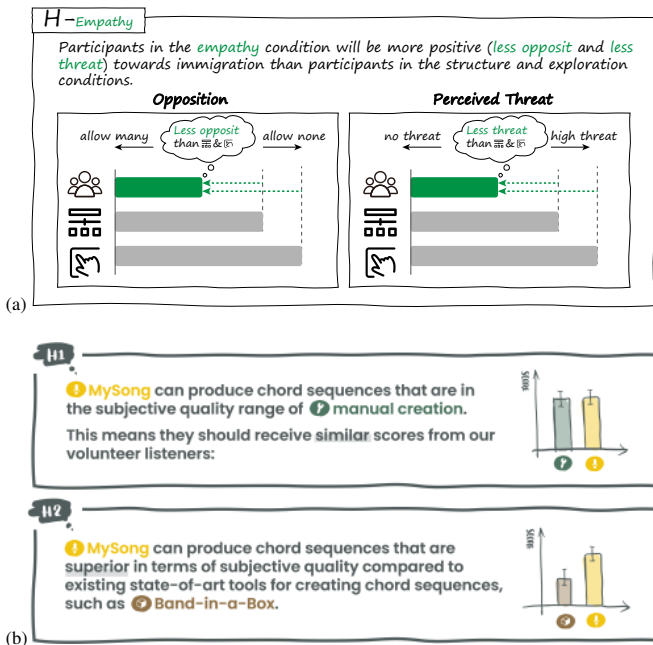 H-Empathy
Participants in the empathy condition will be more positive (less opposit and less
threat) towards immigration than participants in the structure and exploration
conditions.
Opposition
allow many
Less opposit
than & 
allow none
Perceived Threat
no threat
Less threat
than & 
high threat
(a)
H1
MySong can produce chord sequences that are in
the subjective quality range of manual creation.
This means they should receive similar scores from our
volunteer listeners:
SCORE
H2
MySong can produce chord sequences that are
superior in terms of subjective quality compared to
existing state-of-art tools for creating chord sequences,
such as Band-in-a-Box.
SCORE
(b)